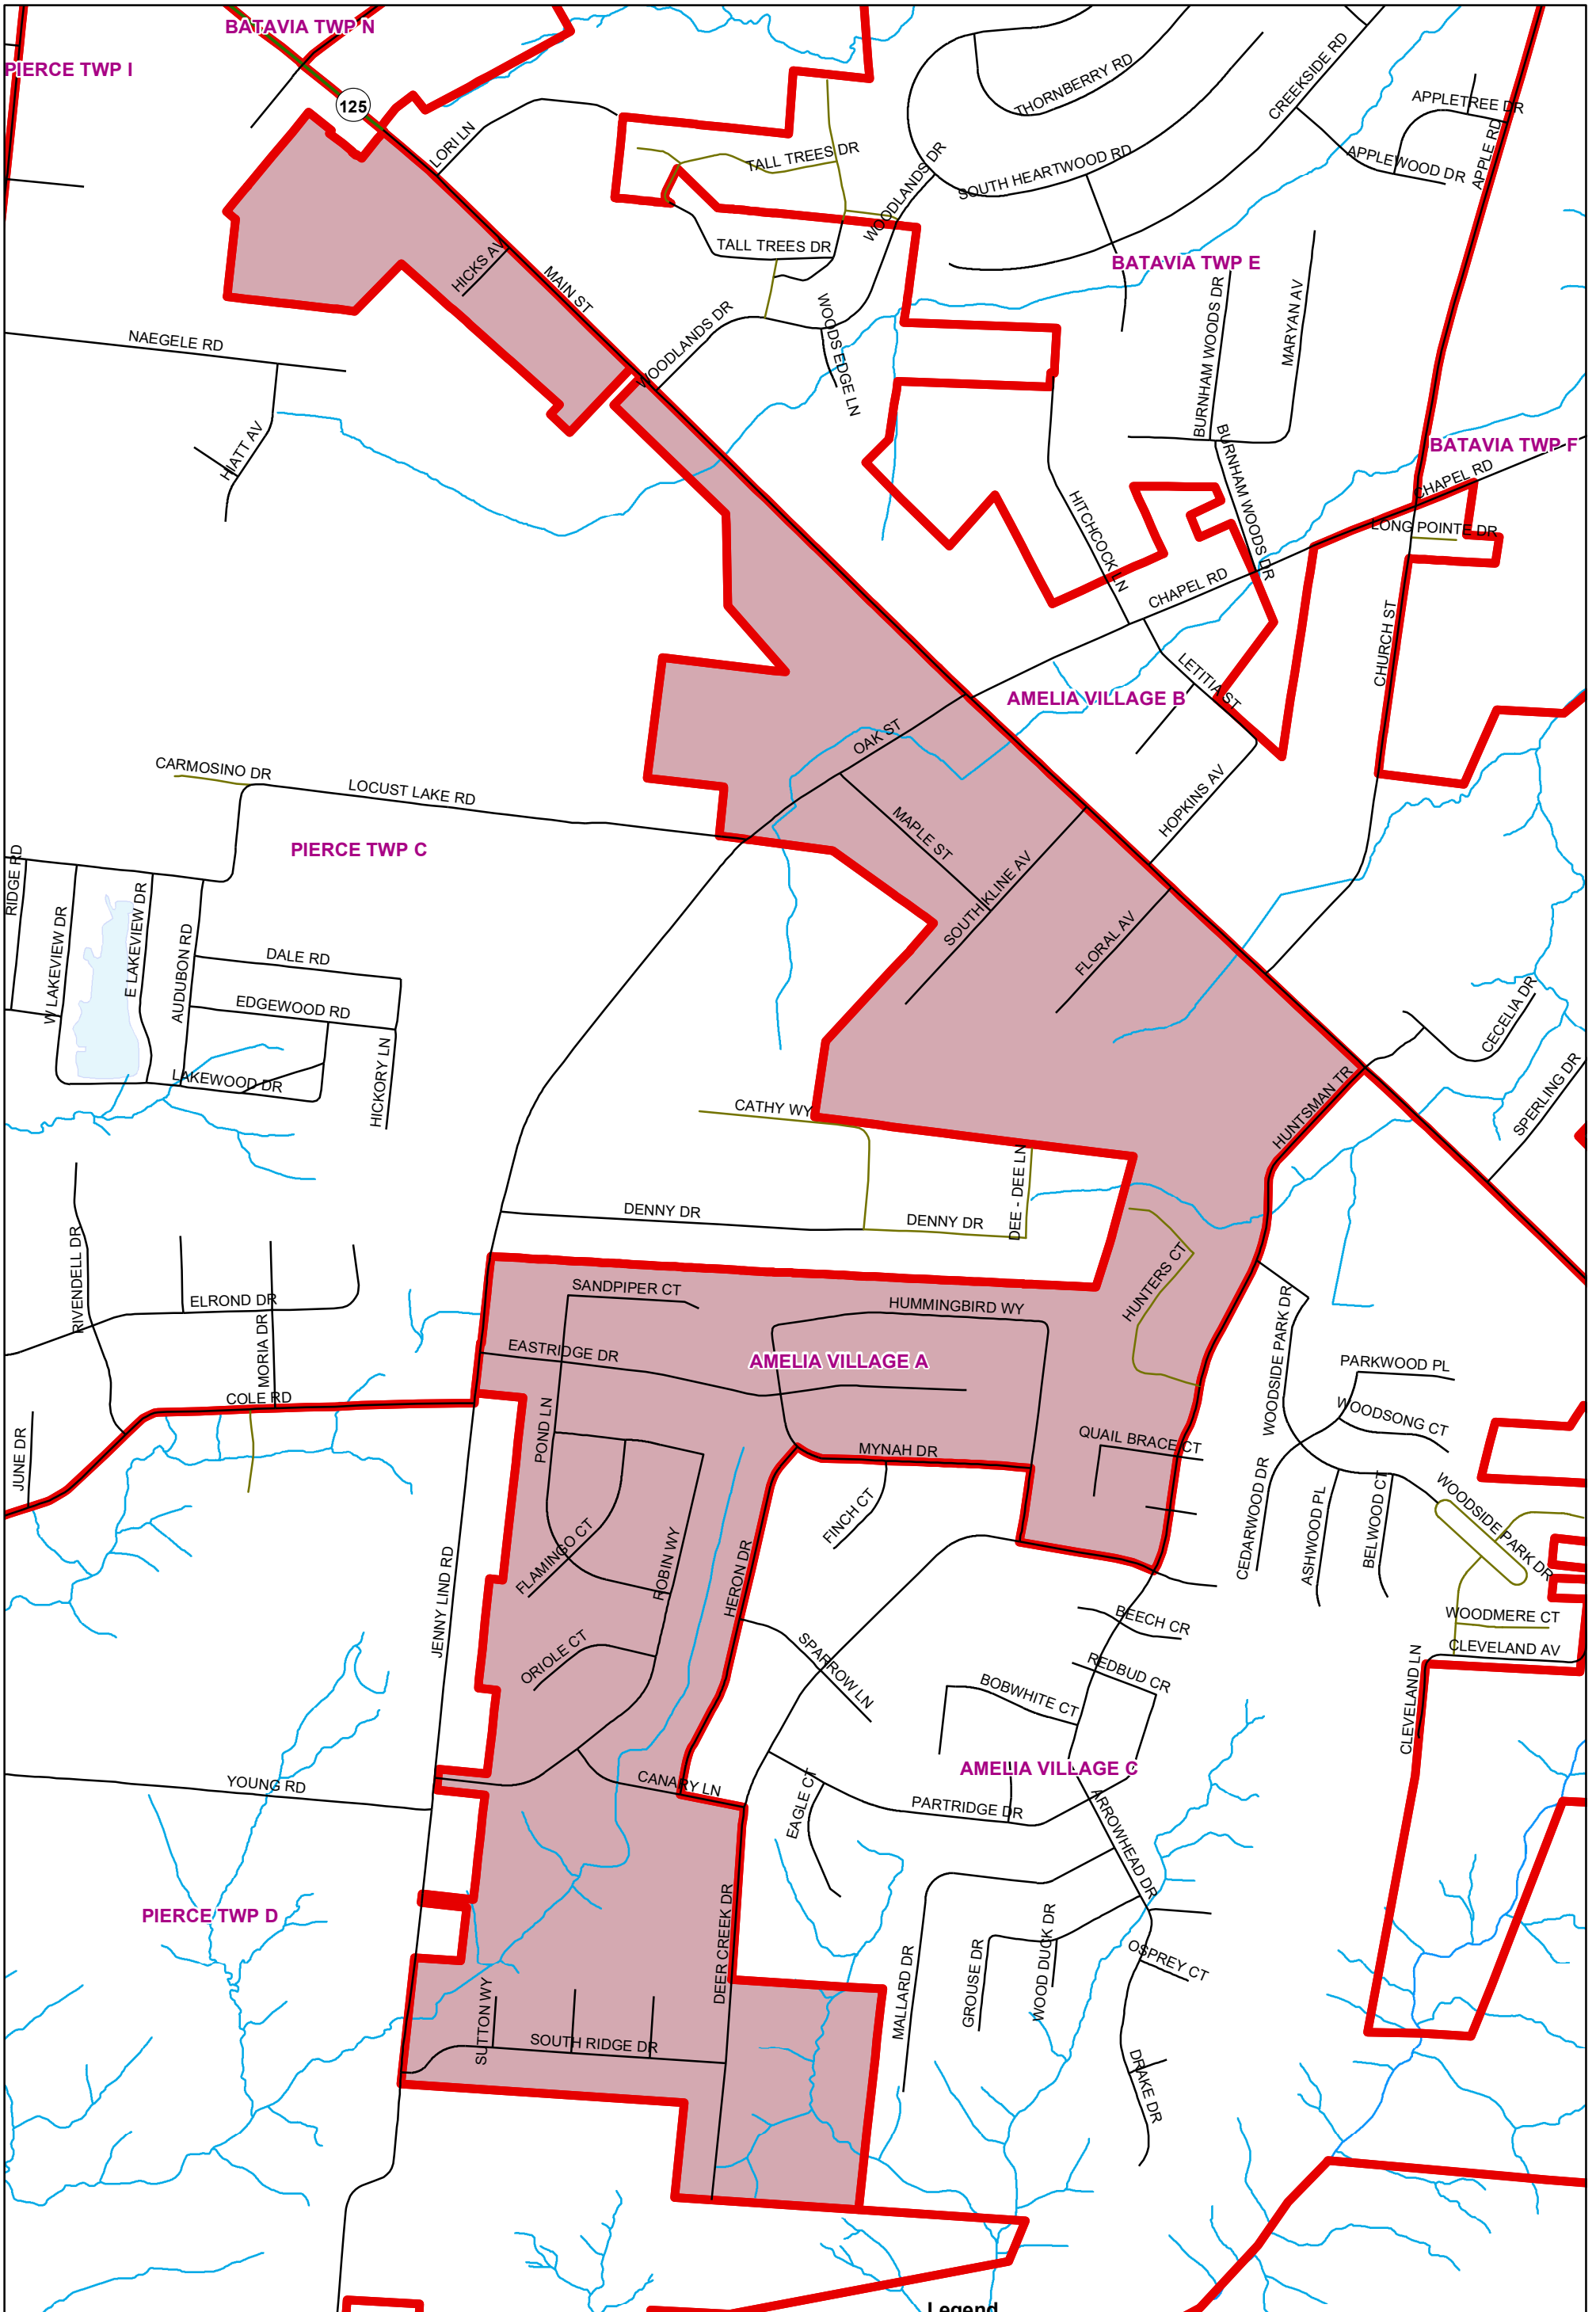 BATAVIA TWP N
PIERCE TWP I
125
LORI LN
THORNBERRY RD
CREEKSIDE RD
APPLETREE DR
APPLE RD
APPLEWOOD DR
TALL TREES DR
WOODLANDS DR
SOUTH HEARTWOOD RD
TALL TREES DR
HICKS AV
MAIN ST
BATAVIA TWP E
BURNHAM WOODS DR
MARYAN AV
NAEGELE RD
WOODLANDS DR
WOODS EDGE LN
HIATT AV
BURNHAM WOODS DR
BATAVIA TWP F
CHAPEL RD
LONG POINTE DR
HITCHCOCK LN
CHAPEL RD
CHURCH ST
LETITIA ST
AMELIA VILLAGE B
OAK ST
CARMOSINO DR
LOCUST LAKE RD
MAPLE ST
HOPKINS AV
PIERCE TWP C
RIDGE RD
W LAKEVIEW DR
E LAKEVIEW DR
AUDUBON RD
DALE RD
EDGEWOOD RD
SOUTH KLINE AV
FLORAL AV
HICKORY LN
LAKEWOOD DR
CECELIA DR
SPERLING DR
HUNTSMAN TR
CATHY WY
DEE - DEE LN
DENNY DR
DENNY DR
RIVENDELL DR
ELROND DR
MORIA DR
SANDPIPER CT
HUMMINGBIRD WY
HUNTERS CT
EASTRIDGE DR
AMELIA VILLAGE A
WOODSIDE PARK DR
PARKWOOD PL
COLE RD
WOODSONG CT
POND LN
MYNAH DR
QUAIL BRACE CT
JUNE DR
FINCH CT
CEDARWOOD DR
ASHWOOD PL
BELWOOD CT
WOODSIDE PARK DR
FLAMINGO CT
ROBIN WY
HERON DR
JENNY LIND RD
BEECH CR
WOODMERE CT
CLEVELAND AV
ORIOLE CT
SPARROW LN
REDBUD CR
BOBWHITE CT
CLEVELAND LN
AMELIA VILLAGE C
YOUNG RD
CANARY LN
EAGLE CT
PARTRIDGE DR
ARROWHEAD DR
PIERCE TWP D
DEER CREEK DR
MALLARD DR
GROUSE DR
WOOD DUCK DR
OSPREY CT
SUTTON WY
SOUTH RIDGE DR
DRAKE DR
Legend